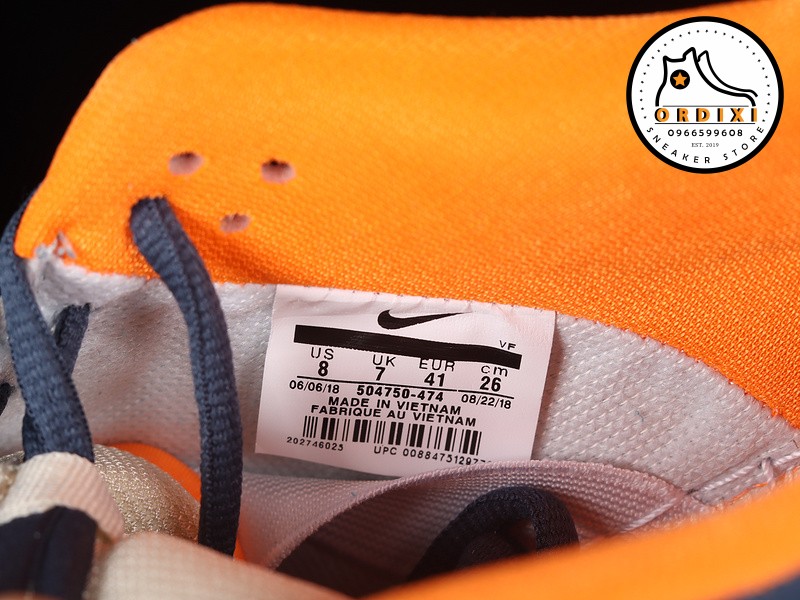 ORDIXI
0966599608
EST. 2019
SNEAKER STORE
VF
US UK EUR cm
8 7 41 26
06/06/18 504750-474 08/22/18
MADE IN VIETNAM
FABRIQUE AU VIETNAM
202746025
UPC 00884751297